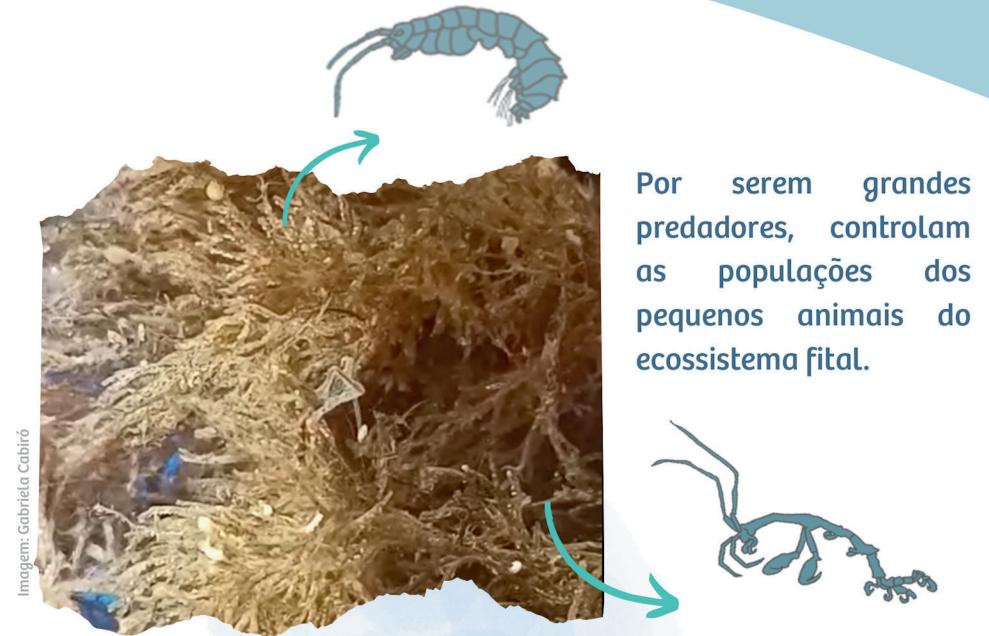 Por serem grandes
predadores, controlam
as populações dos
pequenos animais do
ecossistema fital.
Imagem: Gabriela Cabiró